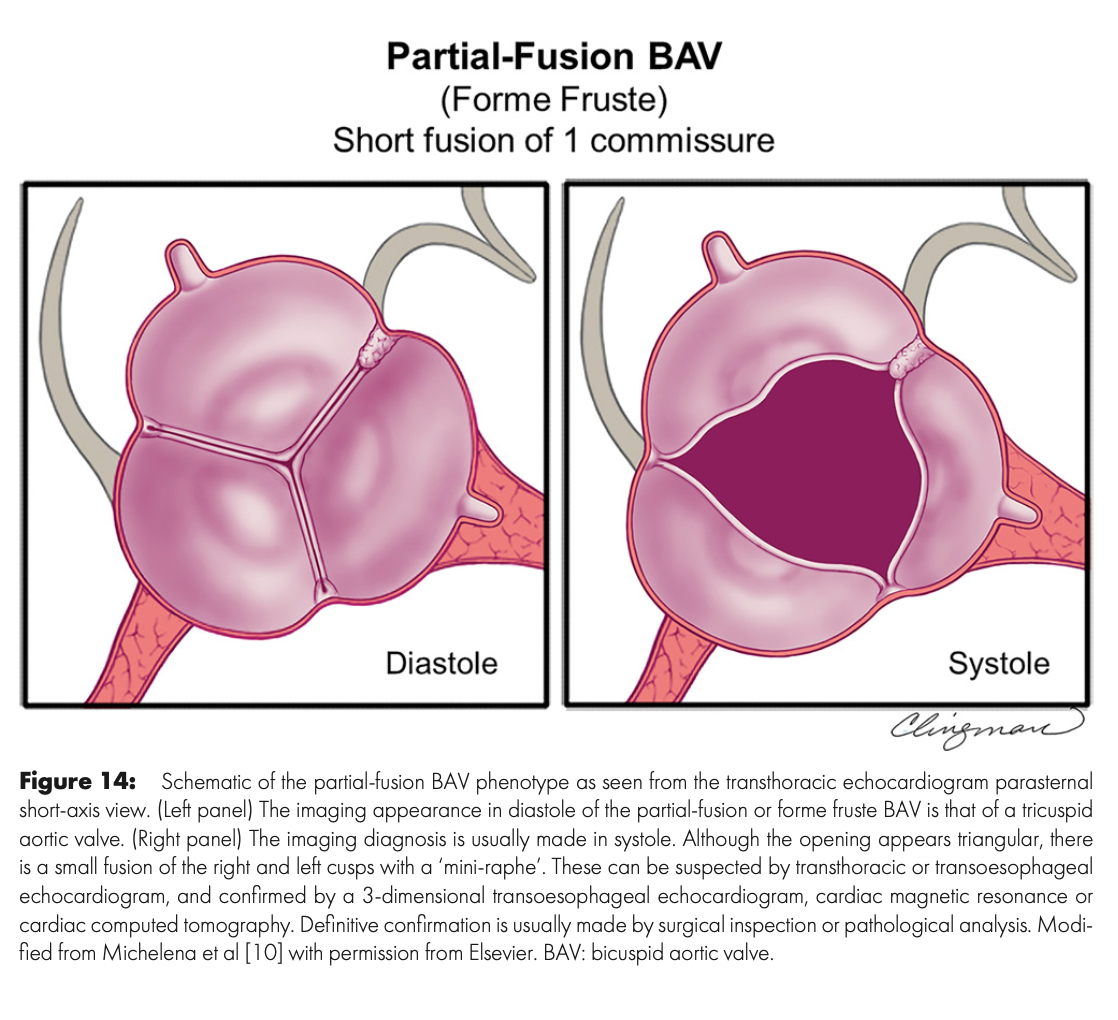 Partial-Fusion BAV
(Forme Fruste)
Short fusion of 1 commissure
Diastole
Systole
Clingman
Figure 14: Schematic of the partial-fusion BAV phenotype as seen from the transthoracic echocardiogram parasternal
short-axis view. (Left panel) The imaging appearance in diastole of the partial-fusion or forme fruste BAV is that of a tricuspid
aortic valve. (Right panel) The imaging diagnosis is usually made in systole. Although the opening appears triangular, there
is a small fusion of the right and left cusps with a ‘mini-raphe’. These can be suspected by transthoracic or transoesophageal
echocardiogram, and confirmed by a 3-dimensional transoesophageal echocardiogram, cardiac magnetic resonance or
cardiac computed tomography. Definitive confirmation is usually made by surgical inspection or pathological analysis. Modi-
fied from Michelena et al [10] with permission from Elsevier. BAV: bicuspid aortic valve.